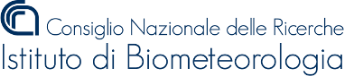 Consiglio Nazionale delle Ricerche
Istituto di Biometeorologia